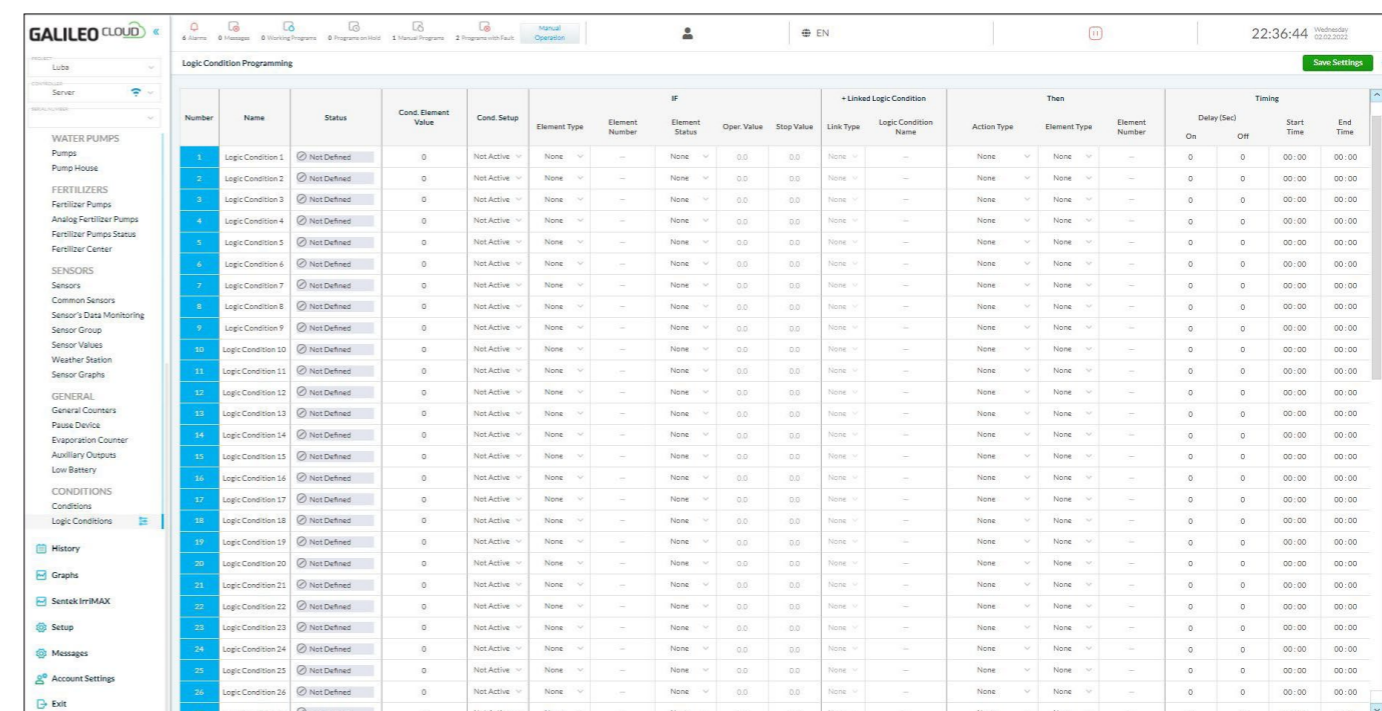 GALILEO CLOUD «
6 Alarms 0 Messages 0 Working Programs 0 Programs on Hold 1 Manual Programs 2 Programs with Fault Manual Operation EN 22:36:44 Wednesday 02.02.2022
PROJECT
Luba
CONTROLLER
Server
SERIAL NUMBER
WATER PUMPS
Pumps
Pump House
FERTILIZERS
Fertilizer Pumps
Analog Fertilizer Pumps
Fertilizer Pumps Status
Fertilizer Center
SENSORS
Sensors
Common Sensors
Sensor's Data Monitoring
Sensor Group
Sensor Values
Weather Station
Sensor Graphs
GENERAL
General Counters
Pause Device
Evaporation Counter
Auxiliary Outputs
Low Battery
CONDITIONS
Conditions
Logic Conditions
History
Graphs
Sentek IrriMAX
Setup
Messages
Account Settings
Exit
Logic Condition Programming Save Settings
IF + Linked Logic Condition Then Timing
Number Name Status Cond. Element Value Cond. Setup Element Type Element Number Element Status Oper. Value Stop Value Link Type Logic Condition Name Action Type Element Type Element Number Delay (Sec) On Off Start Time End Time
1 Logic Condition 1 Not Defined 0 Not Active None -- None 0.0 0.0 None -- None None -- 0 0 00:00 00:00
2 Logic Condition 2 Not Defined 0 Not Active None -- None 0.0 0.0 None -- None None -- 0 0 00:00 00:00
3 Logic Condition 3 Not Defined 0 Not Active None -- None 0.0 0.0 None -- None None -- 0 0 00:00 00:00
4 Logic Condition 4 Not Defined 0 Not Active None -- None 0.0 0.0 None -- None None -- 0 0 00:00 00:00
5 Logic Condition 5 Not Defined 0 Not Active None -- None 0.0 0.0 None -- None None -- 0 0 00:00 00:00
6 Logic Condition 6 Not Defined 0 Not Active None -- None 0.0 0.0 None -- None None -- 0 0 00:00 00:00
7 Logic Condition 7 Not Defined 0 Not Active None -- None 0.0 0.0 None -- None None -- 0 0 00:00 00:00
8 Logic Condition 8 Not Defined 0 Not Active None -- None 0.0 0.0 None -- None None -- 0 0 00:00 00:00
9 Logic Condition 9 Not Defined 0 Not Active None -- None 0.0 0.0 None -- None None -- 0 0 00:00 00:00
10 Logic Condition 10 Not Defined 0 Not Active None -- None 0.0 0.0 None -- None None -- 0 0 00:00 00:00
11 Logic Condition 11 Not Defined 0 Not Active None -- None 0.0 0.0 None -- None None -- 0 0 00:00 00:00
12 Logic Condition 12 Not Defined 0 Not Active None -- None 0.0 0.0 None -- None None -- 0 0 00:00 00:00
13 Logic Condition 13 Not Defined 0 Not Active None -- None 0.0 0.0 None -- None None -- 0 0 00:00 00:00
14 Logic Condition 14 Not Defined 0 Not Active None -- None 0.0 0.0 None -- None None -- 0 0 00:00 00:00
15 Logic Condition 15 Not Defined 0 Not Active None -- None 0.0 0.0 None -- None None -- 0 0 00:00 00:00
16 Logic Condition 16 Not Defined 0 Not Active None -- None 0.0 0.0 None -- None None -- 0 0 00:00 00:00
17 Logic Condition 17 Not Defined 0 Not Active None -- None 0.0 0.0 None -- None None -- 0 0 00:00 00:00
18 Logic Condition 18 Not Defined 0 Not Active None -- None 0.0 0.0 None -- None None -- 0 0 00:00 00:00
19 Logic Condition 19 Not Defined 0 Not Active None -- None 0.0 0.0 None -- None None -- 0 0 00:00 00:00
20 Logic Condition 20 Not Defined 0 Not Active None -- None 0.0 0.0 None -- None None -- 0 0 00:00 00:00
21 Logic Condition 21 Not Defined 0 Not Active None -- None 0.0 0.0 None -- None None -- 0 0 00:00 00:00
22 Logic Condition 22 Not Defined 0 Not Active None -- None 0.0 0.0 None -- None None -- 0 0 00:00 00:00
23 Logic Condition 23 Not Defined 0 Not Active None -- None 0.0 0.0 None -- None None -- 0 0 00:00 00:00
24 Logic Condition 24 Not Defined 0 Not Active None -- None 0.0 0.0 None -- None None -- 0 0 00:00 00:00
25 Logic Condition 25 Not Defined 0 Not Active None -- None 0.0 0.0 None -- None None -- 0 0 00:00 00:00
26 Logic Condition 26 Not Defined 0 Not Active None -- None 0.0 0.0 None -- None None -- 0 0 00:00 00:00